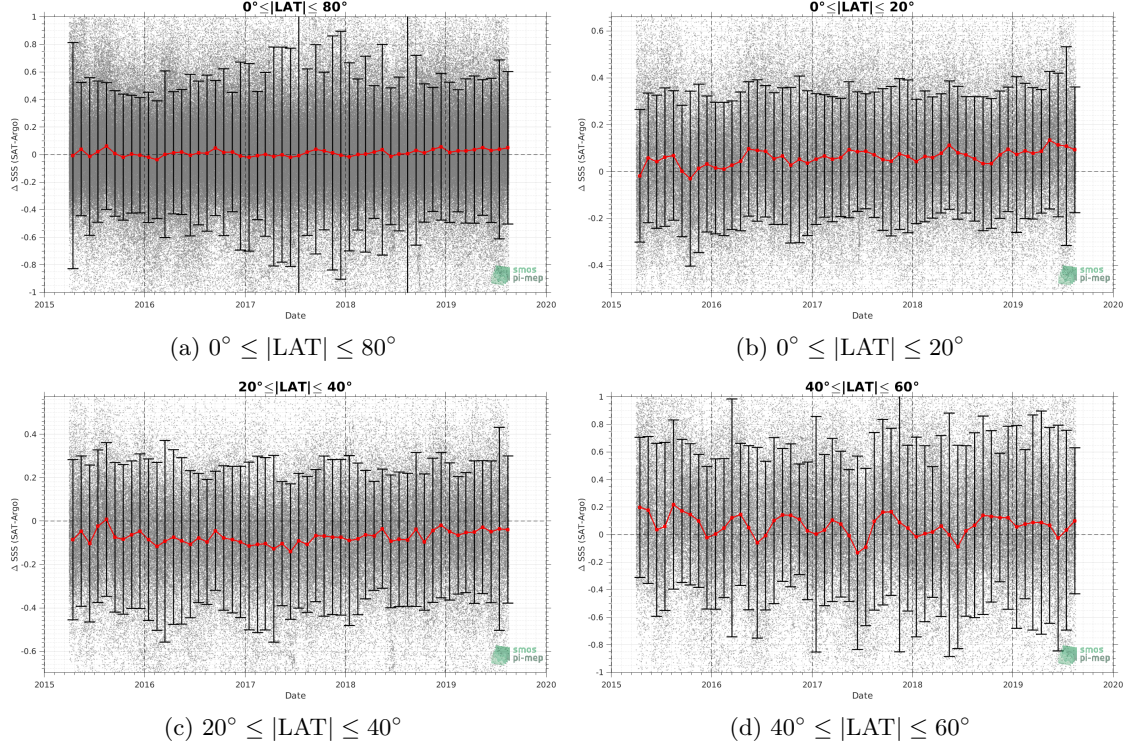 0°≤|LAT|≤ 80°
Δ SSS (SAT-Argo)
1
0.8
0.6
0.4
0.2
0
-0.2
-0.4
-0.6
-0.8
-1
2015 2016 2017 2018 2019 2020
Date
smos
pi-mep
(a) 0° ≤ |LAT| ≤ 80°
0°≤|LAT|≤ 20°
Δ SSS (SAT-Argo)
0.6
0.4
0.2
0
-0.2
-0.4
2015 2016 2017 2018 2019 2020
Date
smos
pi-mep
(b) 0° ≤ |LAT| ≤ 20°
20°≤|LAT|≤ 40°
Δ SSS (SAT-Argo)
0.4
0.2
0
-0.2
-0.4
-0.6
2015 2016 2017 2018 2019 2020
Date
smos
pi-mep
(c) 20° ≤ |LAT| ≤ 40°
40°≤|LAT|≤ 60°
Δ SSS (SAT-Argo)
1
0.8
0.6
0.4
0.2
0
-0.2
-0.4
-0.6
-0.8
-1
2015 2016 2017 2018 2019 2020
Date
smos
pi-mep
(d) 40° ≤ |LAT| ≤ 60°